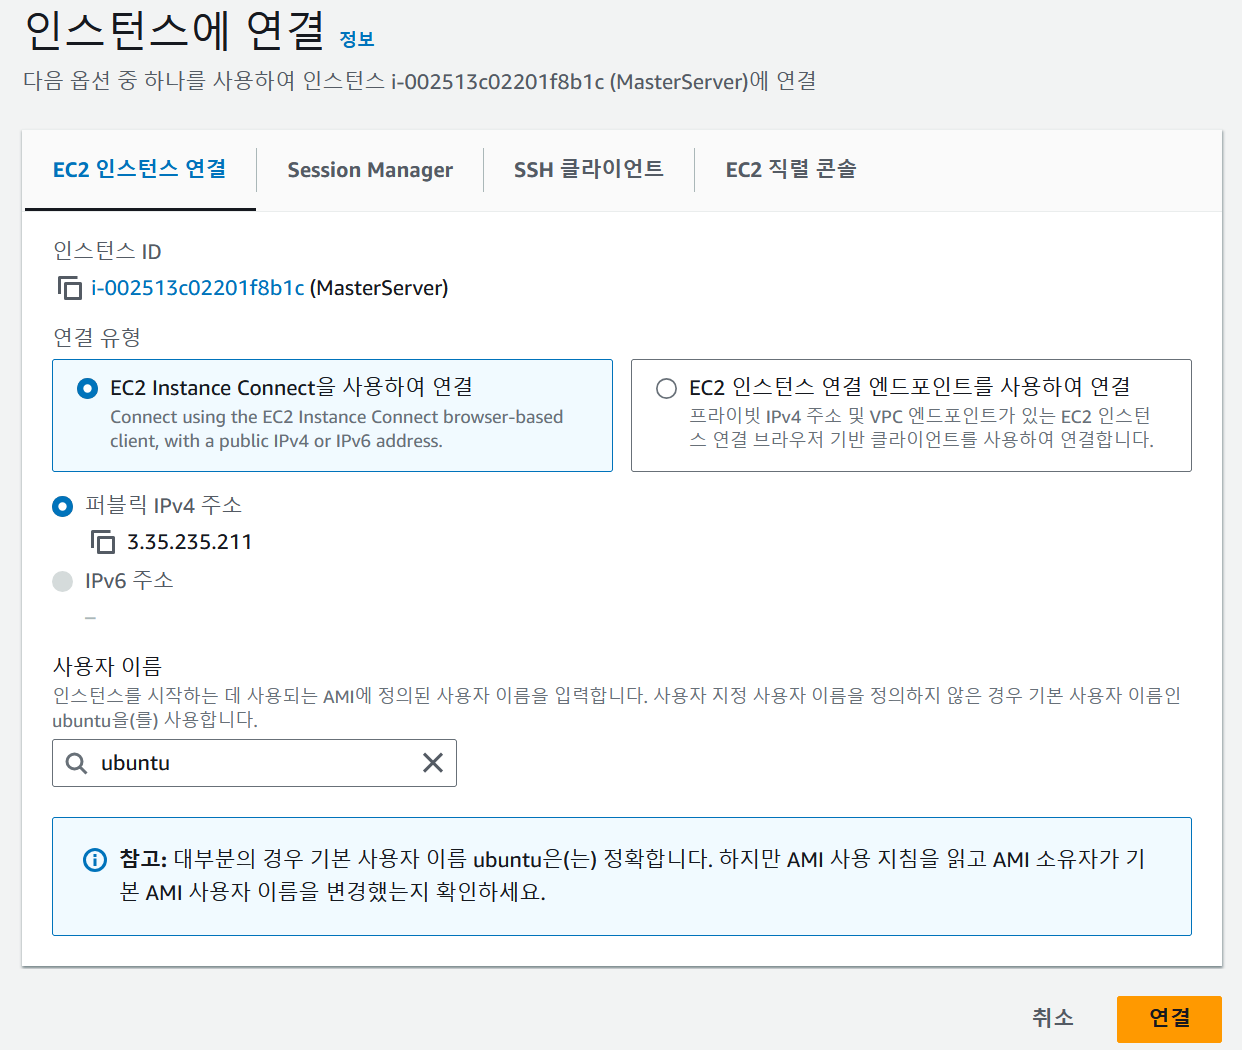 인스턴스에 연결 정보
다음 옵션 중 하나를 사용하여 인스턴스 i-002513c02201f8b1c (MasterServer)에 연결
EC2 인스턴스 연결
Session Manager
SSH 클라이언트
EC2 직렬 콘솔
인스턴스 ID
i-002513c02201f8b1c (MasterServer)
연결 유형
EC2 Instance Connect을 사용하여 연결
Connect using the EC2 Instance Connect browser-based
client, with a public IPv4 or IPv6 address.
EC2 인스턴스 연결 엔드포인트를 사용하여 연결
프라이빗 IPv4 주소 및 VPC 엔드포인트가 있는 EC2 인스턴
스 연결 브라우저 기반 클라이언트를 사용하여 연결합니다.
퍼블릭 IPv4 주소
3.35.235.211
IPv6 주소
–
사용자 이름
인스턴스를 시작하는 데 사용되는 AMI에 정의된 사용자 이름을 입력합니다. 사용자 지정 사용자 이름을 정의하지 않은 경우 기본 사용자 이름인
ubuntu을(를) 사용합니다.
ubuntu
참고: 대부분의 경우 기본 사용자 이름 ubuntu은(는) 정확합니다. 하지만 AMI 사용 지침을 읽고 AMI 소유자가 기
본 AMI 사용자 이름을 변경했는지 확인하세요.
취소
연결